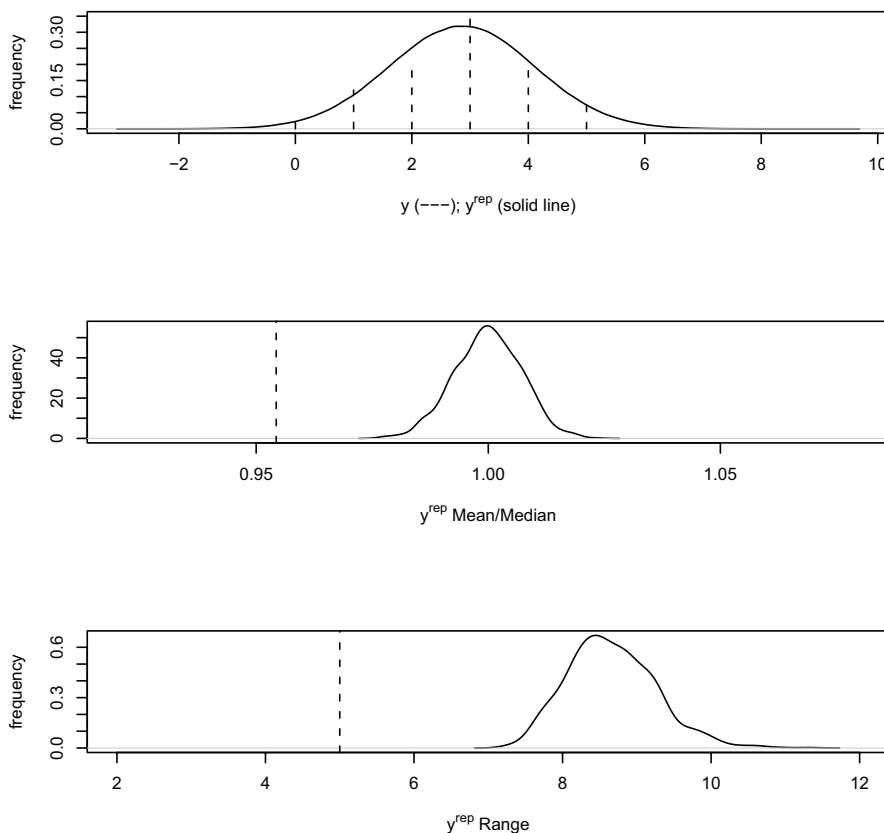 frequency
0.00 0.15 0.30
−2 0 2 4 6 8 10
y (−−−); y^rep (solid line)
frequency
0 20 40
0.95 1.00 1.05
y^rep Mean/Median
frequency
0.0 0.3 0.6
2 4 6 8 10 12
y^rep Range